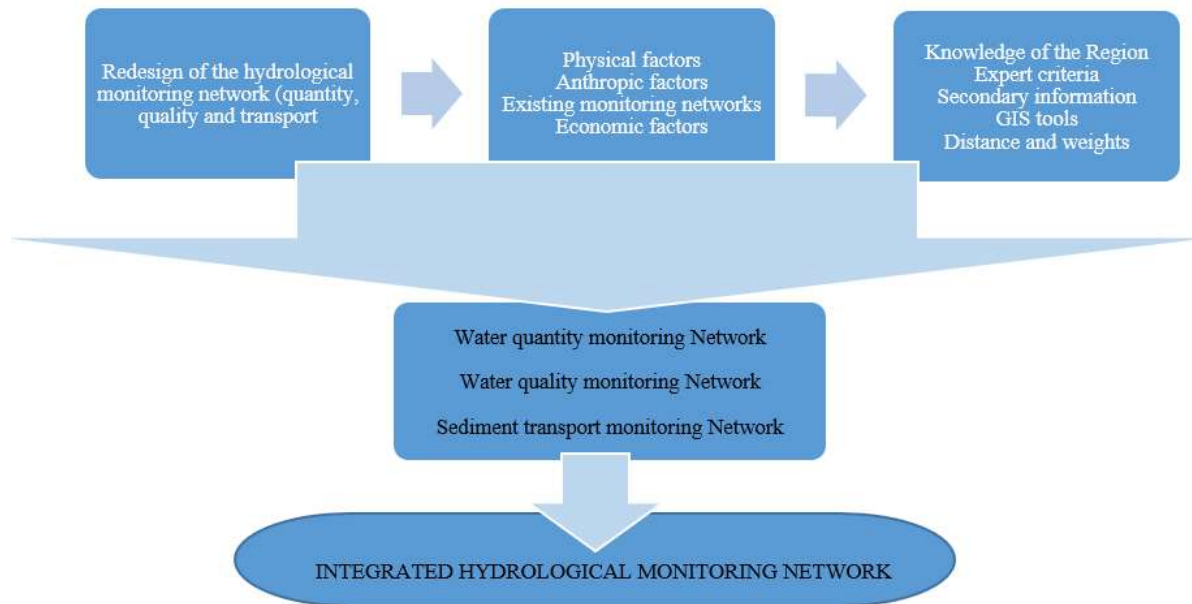 Redesign of the hydrological
monitoring network (quantity,
quality and transport
Physical factors
Anthropic factors
Existing monitoring networks
Economic factors
Knowledge of the Region
Expert criteria
Secondary information
GIS tools
Distance and weights
Water quantity monitoring Network
Water quality monitoring Network
Sediment transport monitoring Network
INTEGRATED HYDROLOGICAL MONITORING NETWORK